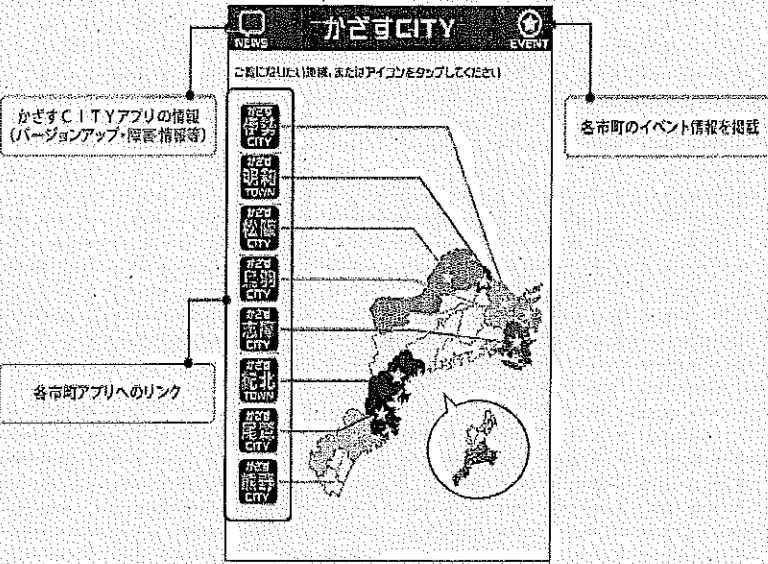 NEWS
かざすCITY
EVENT
ご覧になりたい地域、またはアイコンをタップしてください
かざすCITYアプリの情報
(バージョンアップ・障害情報等)
各市町のイベント情報を掲載
かざす
伊勢
CITY
かざす
明和
TOWN
かざす
松阪
CITY
かざす
鳥羽
CITY
かざす
志摩
CITY
各市町アプリへのリンク
かざす
紀北
TOWN
かざす
尾鷲
CITY
かざす
熊野
CITY